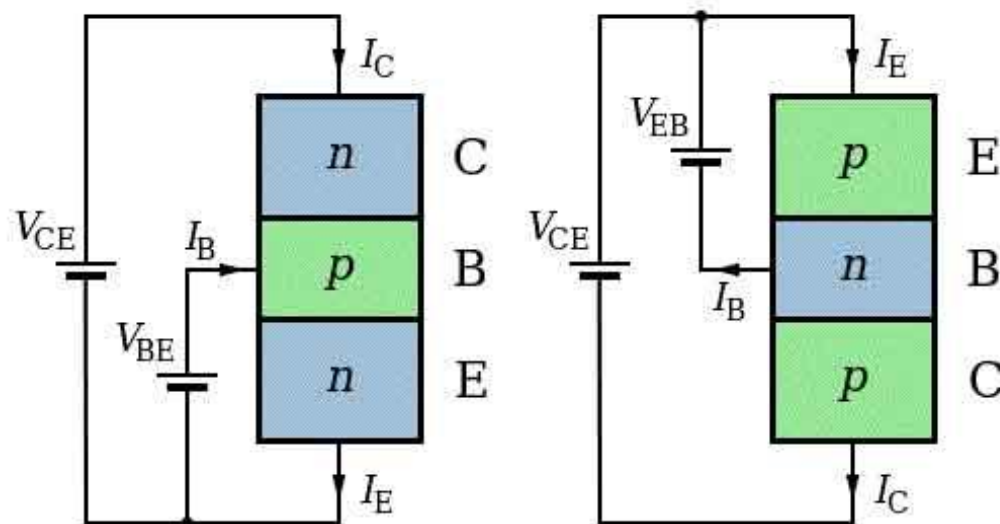 I_C
n C
V_CE
I_B
p B
V_BE
n E
I_E
I_E
V_EB
p E
V_CE
n B
I_B
p C
I_C